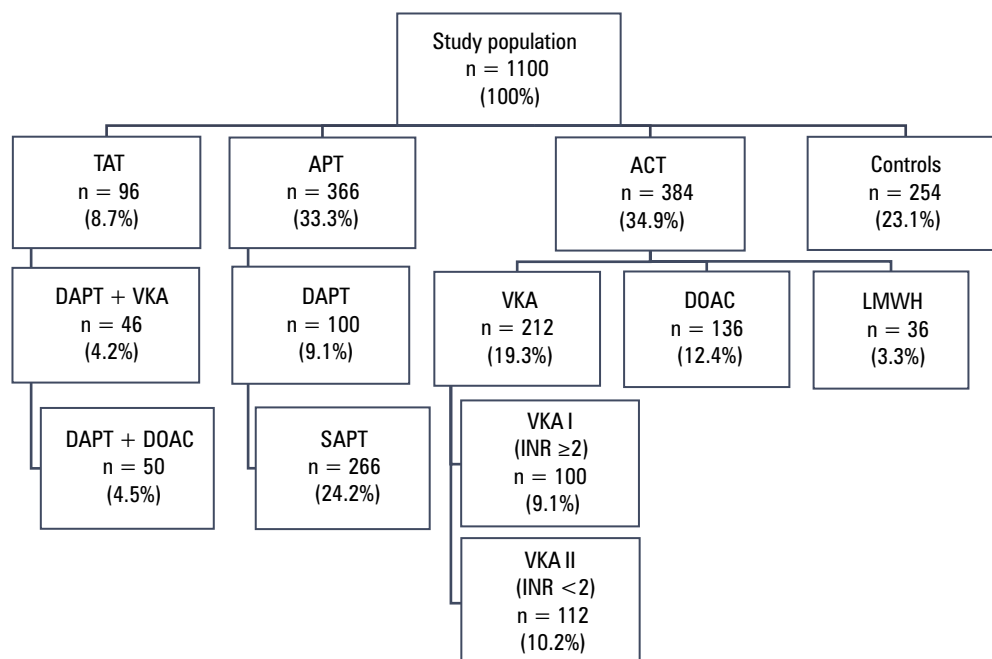 Study population
n = 1100
(100%)
TAT
n = 96
(8.7%)
APT
n = 366
(33.3%)
ACT
n = 384
(34.9%)
Controls
n = 254
(23.1%)
DAPT + VKA
n = 46
(4.2%)
DAPT
n = 100
(9.1%)
VKA
n = 212
(19.3%)
DOAC
n = 136
(12.4%)
LMWH
n = 36
(3.3%)
DAPT + DOAC
n = 50
(4.5%)
SAPT
n = 266
(24.2%)
VKA I
(INR ≥2)
n = 100
(9.1%)
VKA II
(INR <2)
n = 112
(10.2%)